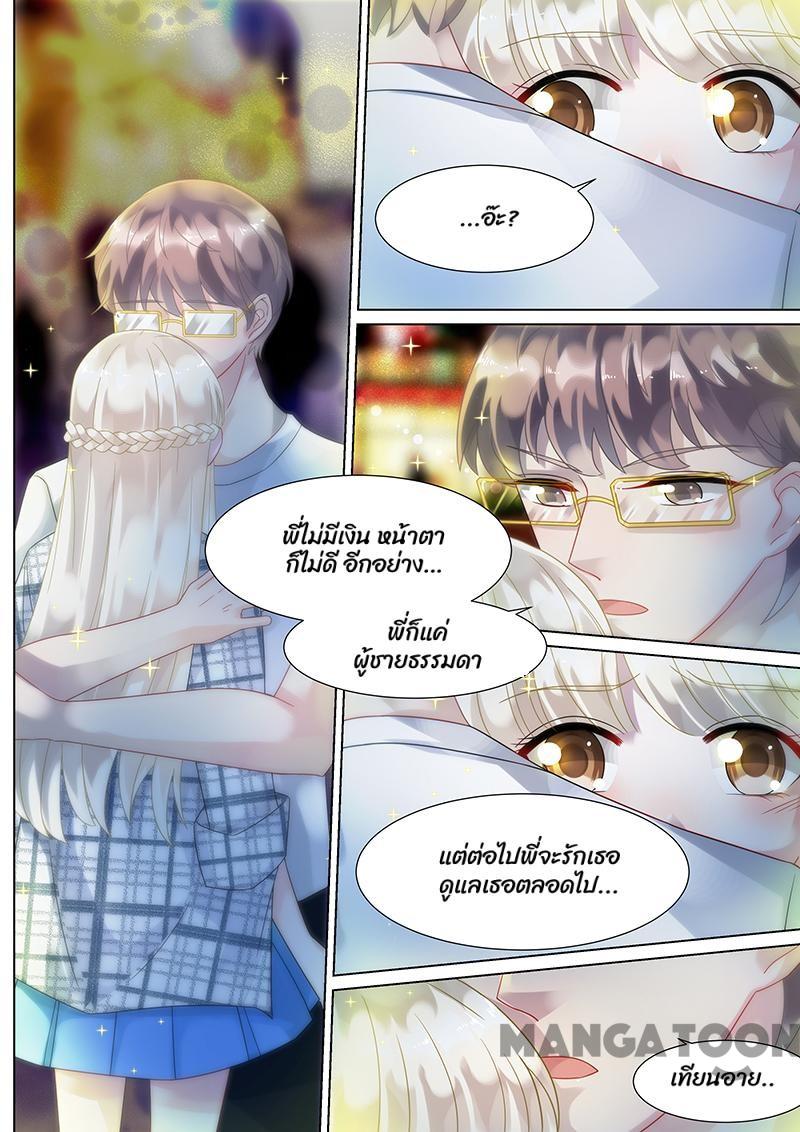 ...อ๊ะ?
พี่ไม่มีเงิน หน้าตา
ก็ไม่ดี อีกอย่าง...
พี่ก็แค่
ผู้ชายธรรมดา
แต่ต่อไปพี่จะรักเธอ
ดูแลเธอตลอดไป...
MANGATOON
เทียนอาย..